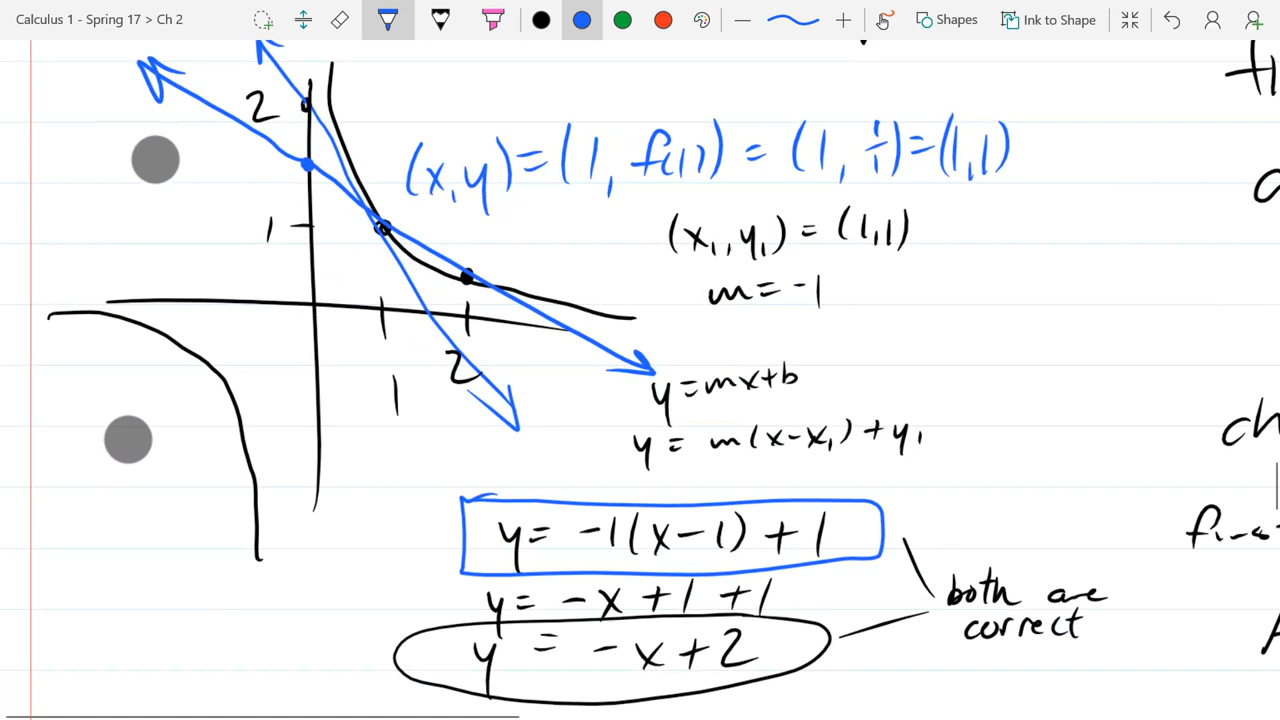 Calculus 1 - Spring 17 > Ch 2
Shapes
Ink to Shape
2
(x,y)=(1, f(1)) = (1, 1/1)=(1,1)
1
(x₁,y₁) = (1,1)
m = -1
1
2
y=mx+b
y = m(x-x₁)+y₁
ch
y= -1(x-1)+1
y= -x+1+1
both are
correct
y = -x+2